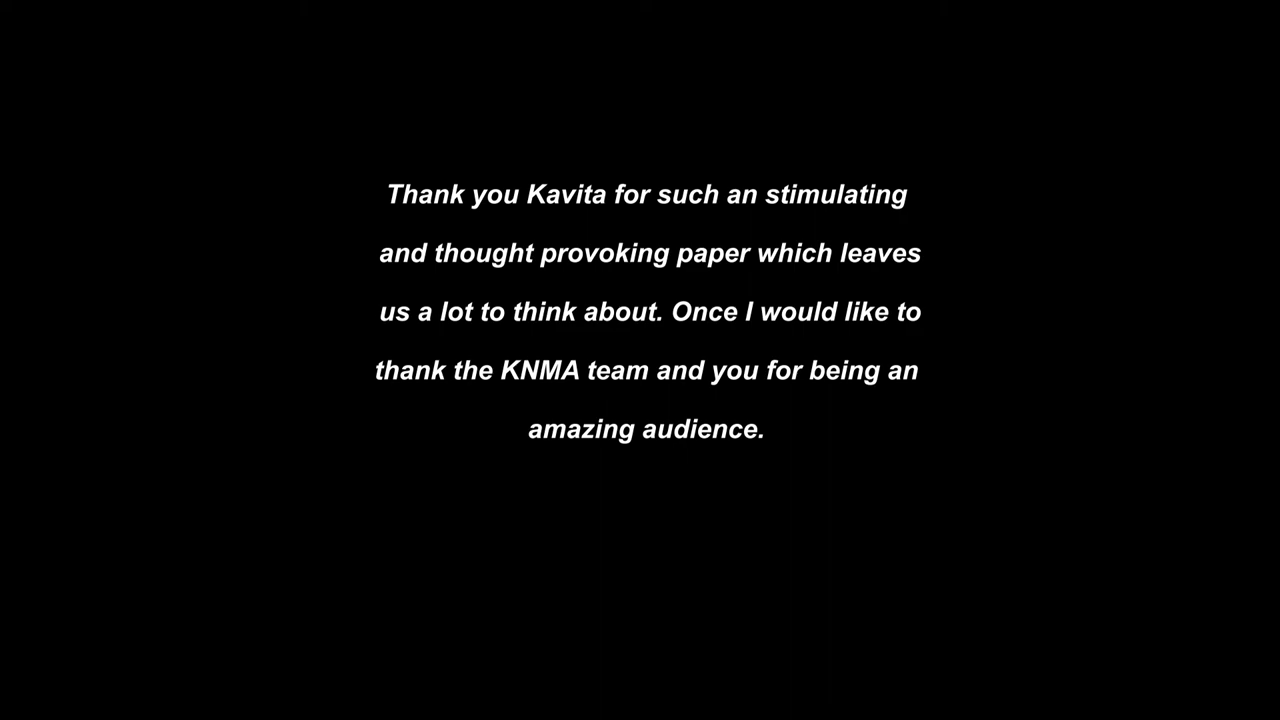 Thank you Kavita for such an stimulating
and thought provoking paper which leaves
us a lot to think about. Once I would like to
thank the KNMA team and you for being an
amazing audience.